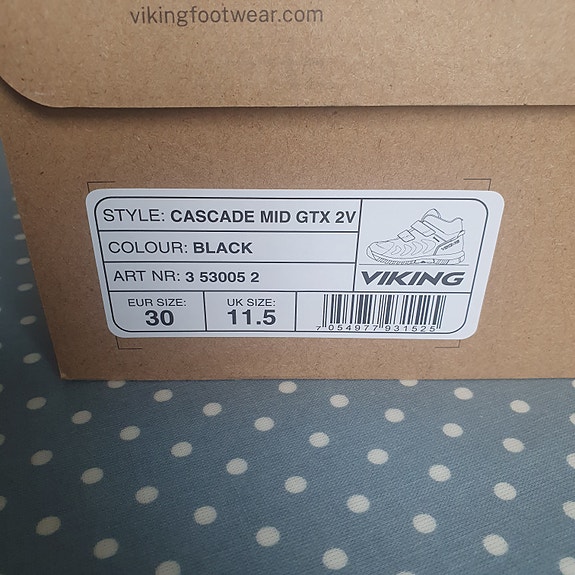 vikingfootwear.com
STYLE: CASCADE MID GTX 2V
COLOUR: BLACK
ART NR: 3 53005 2
VIKING
EUR SIZE:
30
UK SIZE:
11.5
7 054977 931525